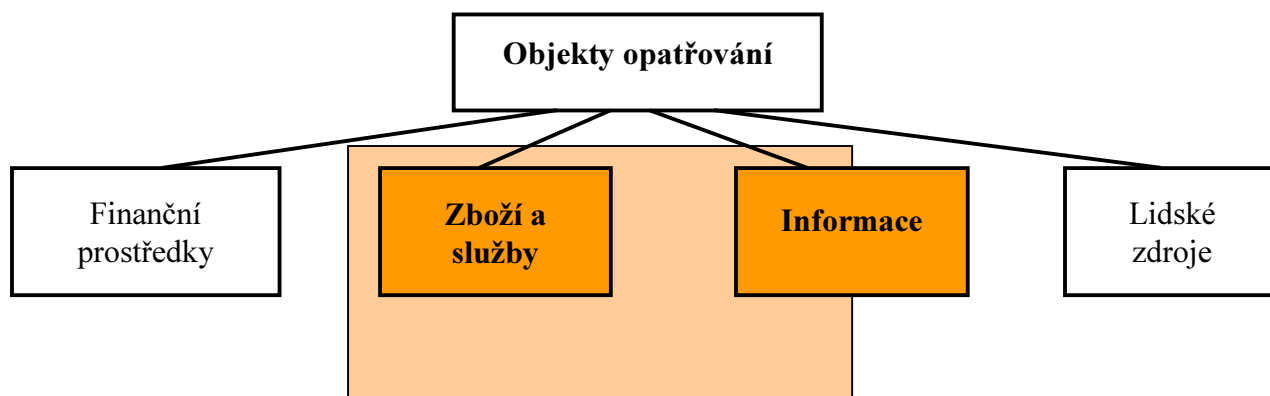 Objekty opatřování
Finanční
prostředky
Zboží a
služby
Informace
Lidské
zdroje